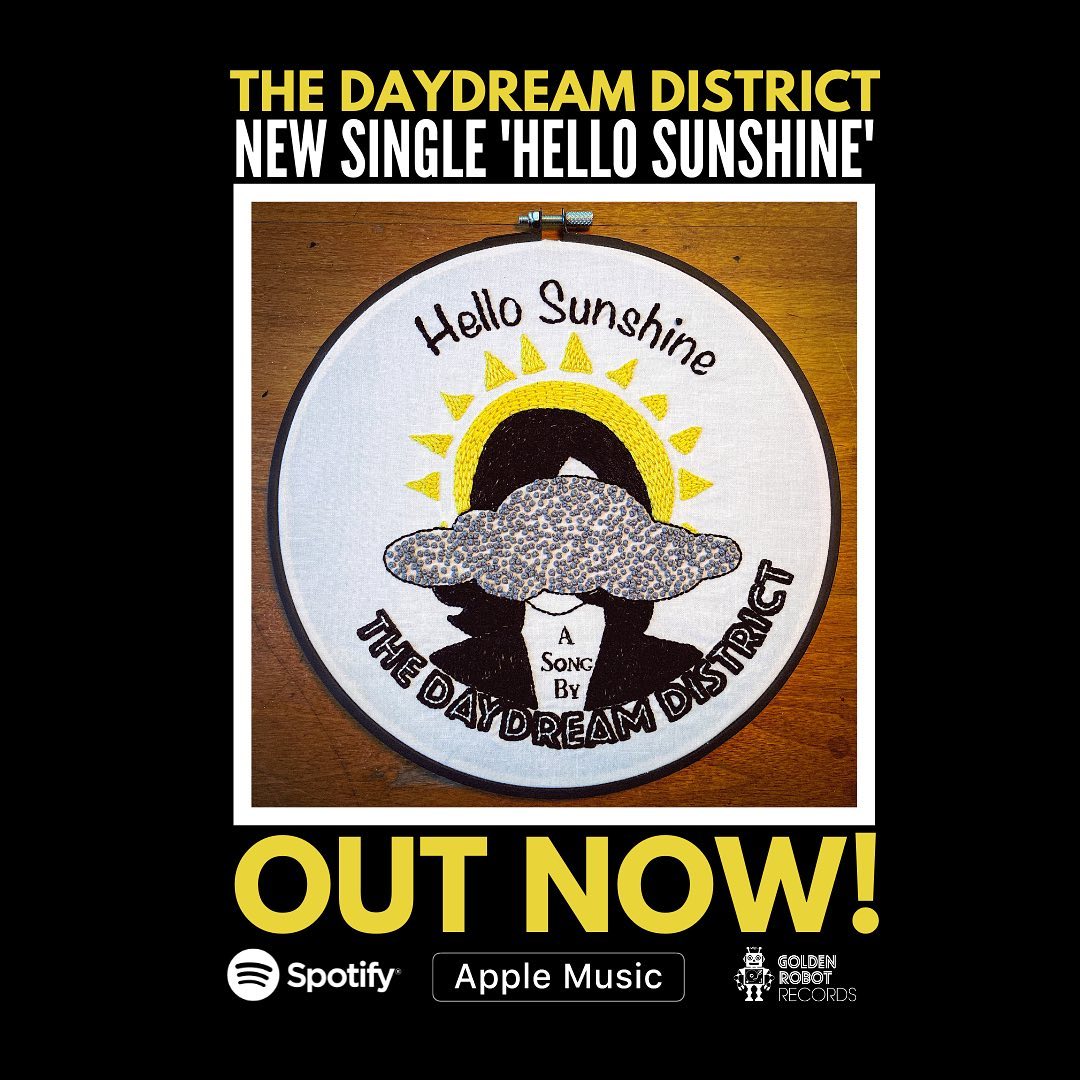 THE DAYDREAM DISTRICT
NEW SINGLE 'HELLO SUNSHINE'
Hello Sunshine
A
SONG
BY
THE DAYDREAM DISTRICT
OUT NOW!
Spotify®
Apple Music
GOLDEN
ROBOT
RECORDS